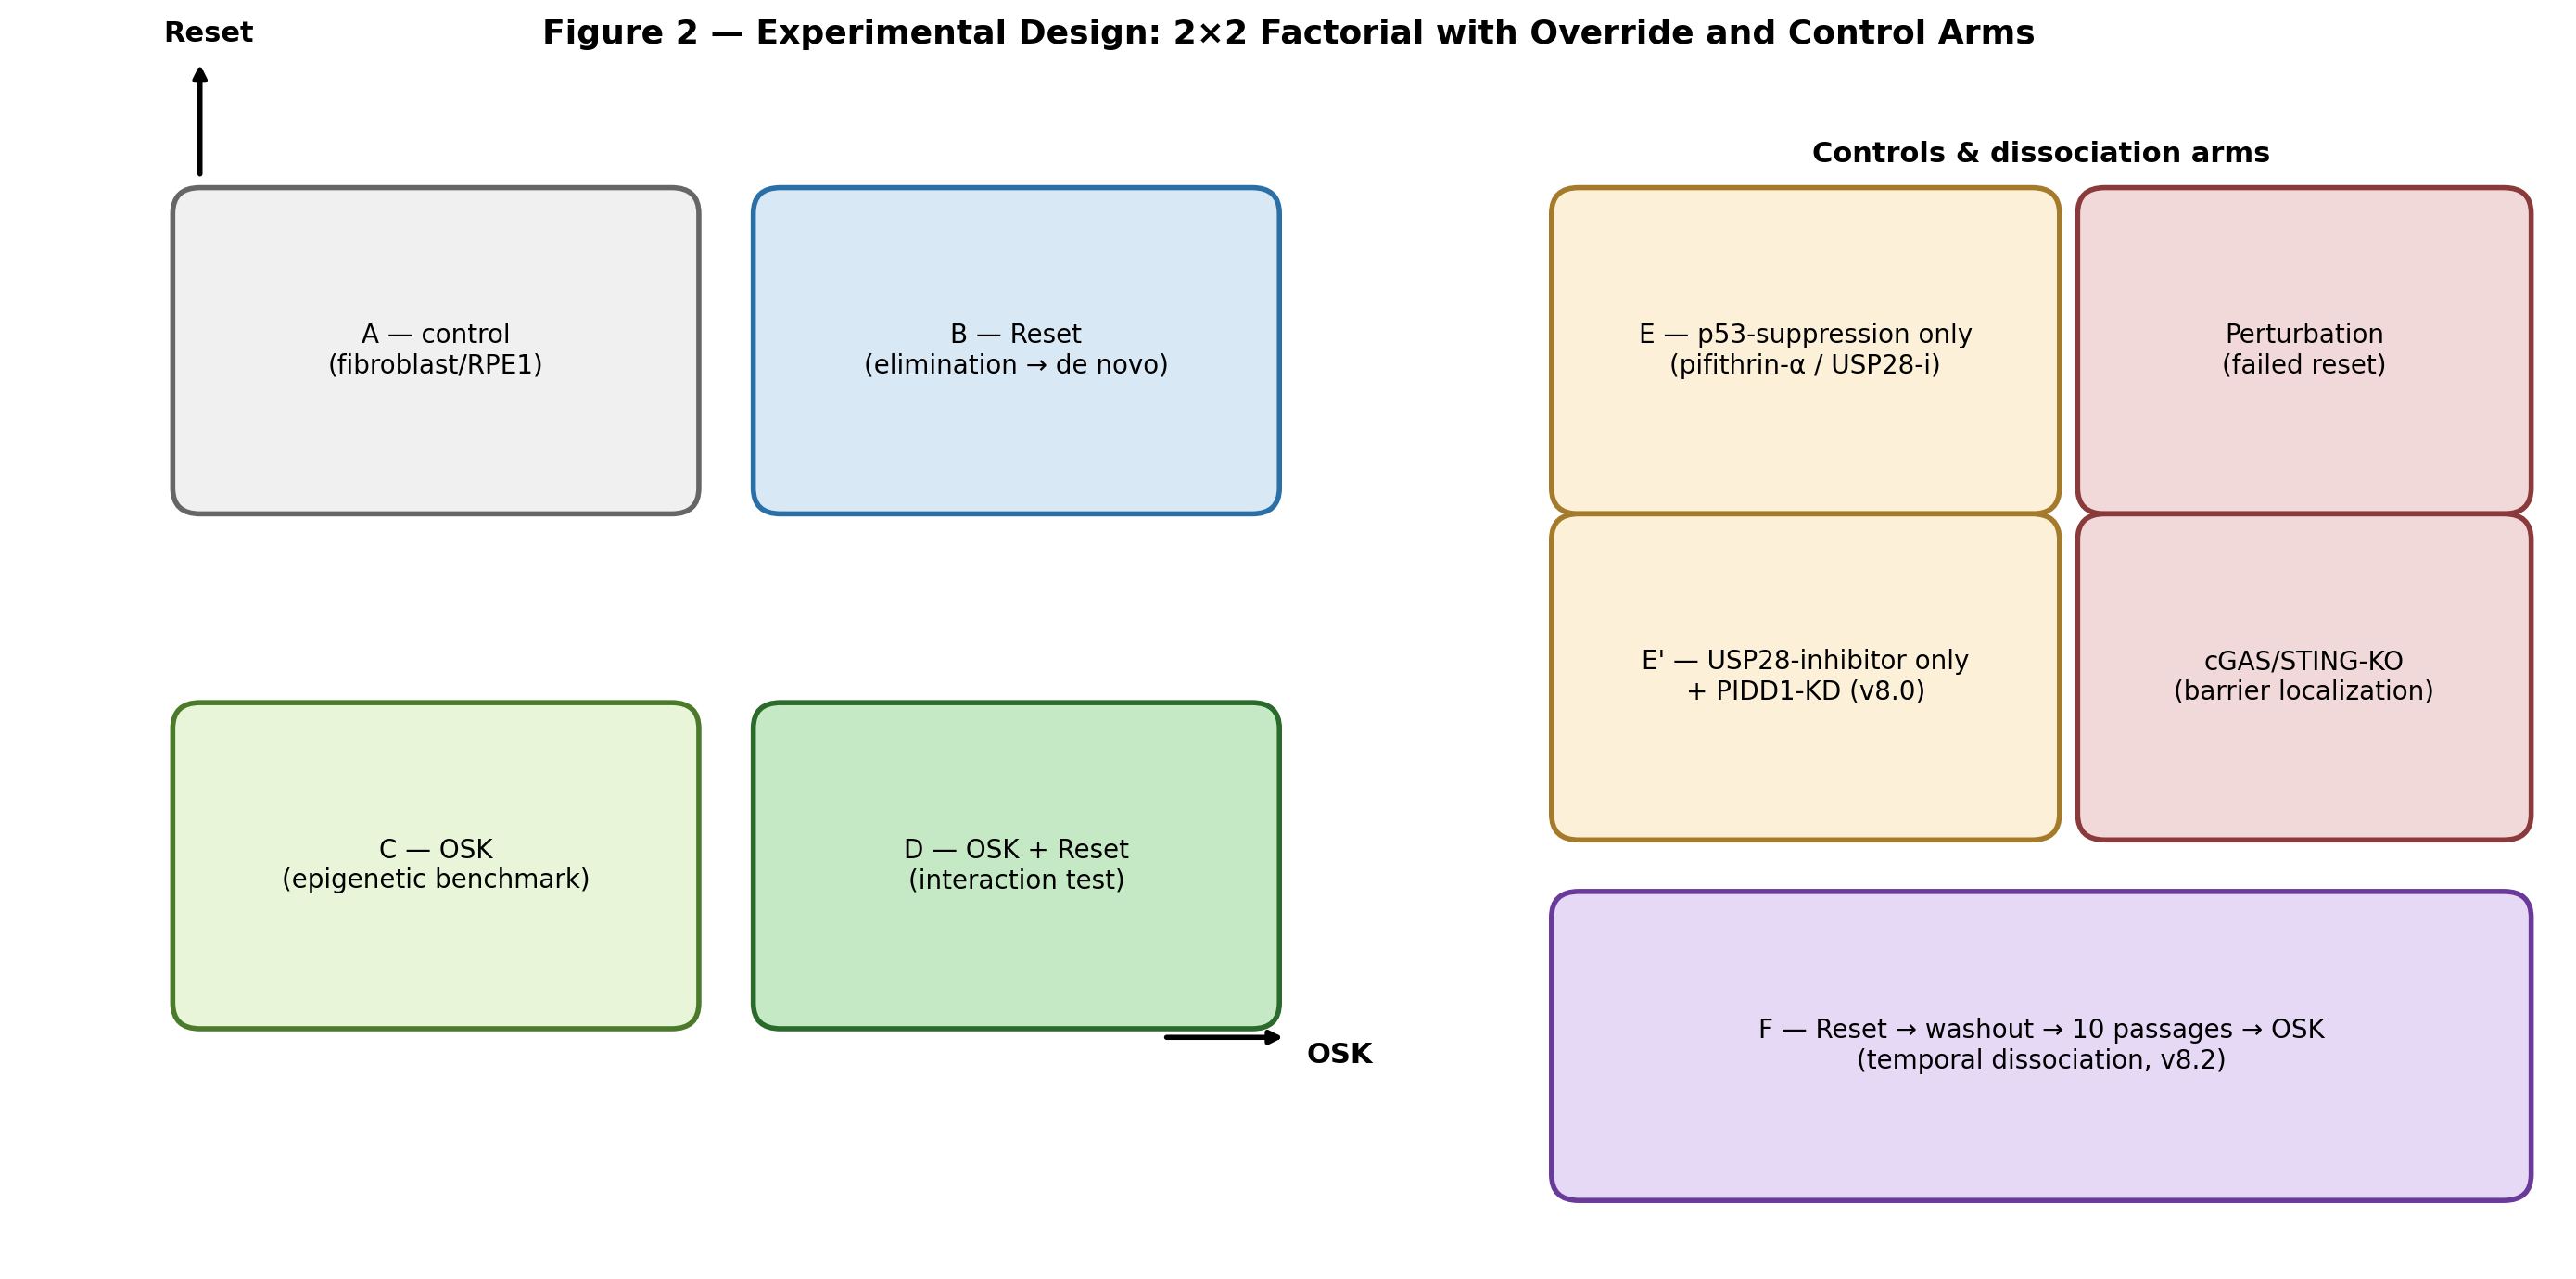 Reset
Figure 2 — Experimental Design: 2×2 Factorial with Override and Control Arms
Controls & dissociation arms
A — control
(fibroblast/RPE1)
B — Reset
(elimination → de novo)
E — p53-suppression only
(pifithrin-α / USP28-i)
Perturbation
(failed reset)
E' — USP28-inhibitor only
+ PIDD1-KD (v8.0)
cGAS/STING-KO
(barrier localization)
C — OSK
(epigenetic benchmark)
D — OSK + Reset
(interaction test)
OSK
F — Reset → washout → 10 passages → OSK
(temporal dissociation, v8.2)